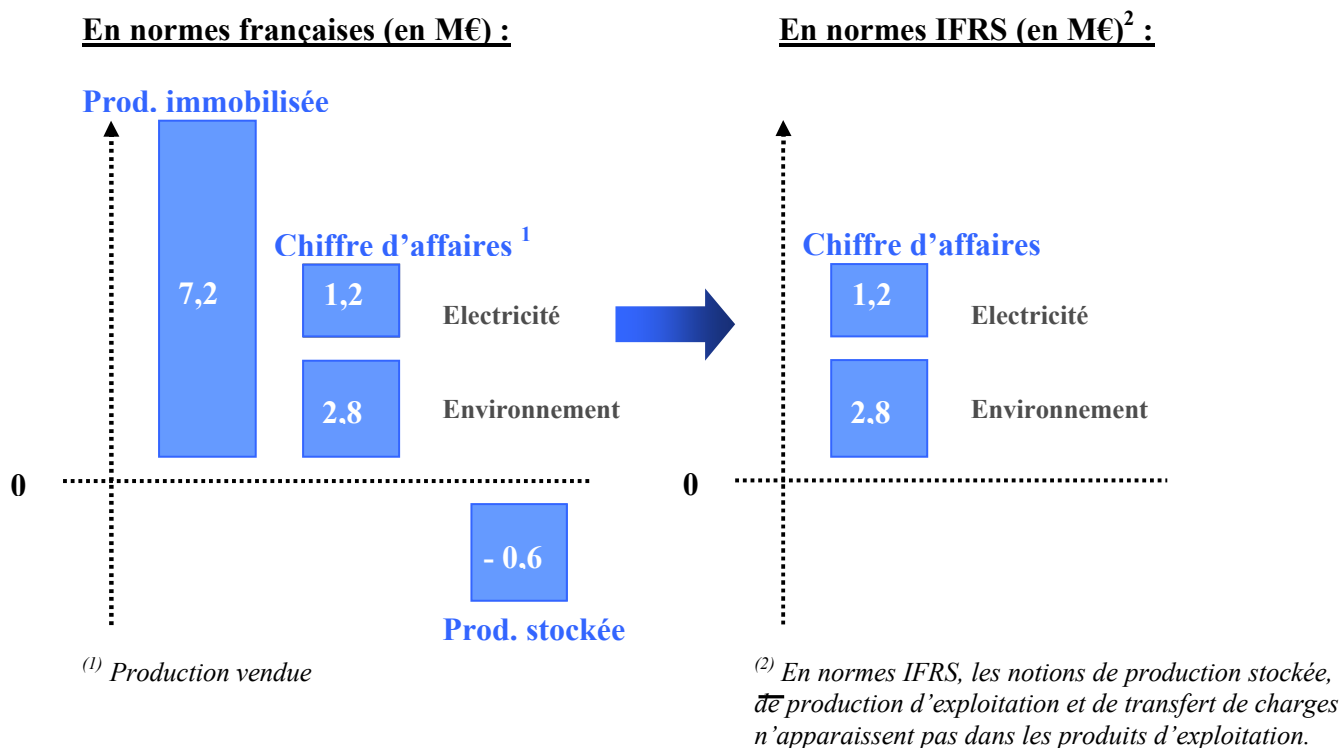 En normes françaises (en M€) :
Prod. immobilisée
7,2
Chiffre d’affaires 1
1,2
Electricité
2,8
Environnement
0
- 0,6
Prod. stockée
(1) Production vendue
En normes IFRS (en M€)2 :
Chiffre d’affaires
1,2
Electricité
2,8
Environnement
0
(2) En normes IFRS, les notions de production stockée,
de production d’exploitation et de transfert de charges
n’apparaissent pas dans les produits d’exploitation.